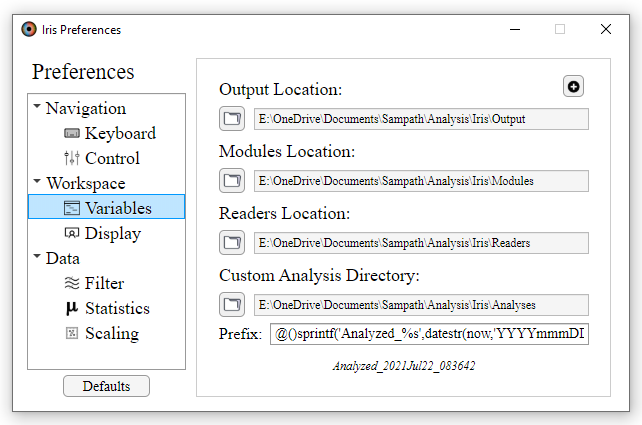 Iris Preferences
Preferences
Navigation
Keyboard
Control
Workspace
Variables
Display
Data
Filter
Statistics
Scaling
Defaults
Output Location:
E:\OneDrive\Documents\Sampath\Analysis\Iris\Output
Modules Location:
E:\OneDrive\Documents\Sampath\Analysis\Iris\Modules
Readers Location:
E:\OneDrive\Documents\Sampath\Analysis\Iris\Readers
Custom Analysis Directory:
E:\OneDrive\Documents\Sampath\Analysis\Iris\Analyses
Prefix: @()sprintf('Analyzed_%s',datestr(now,'YYYYmmmDD
Analyzed_2021Jul22_083642